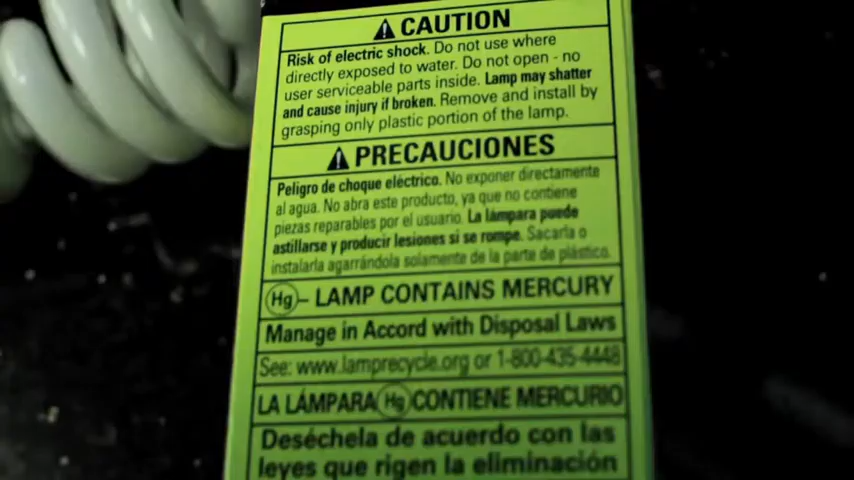 ⚠ CAUTION
Risk of electric shock. Do not use where
directly exposed to water. Do not open - no
user serviceable parts inside. Lamp may shatter
and cause injury if broken. Remove and install by
grasping only plastic portion of the lamp.
⚠ PRECAUCIONES
Peligro de choque eléctrico. No exponer directamente
al agua. No abra este producto, ya que no contiene
piezas reparables por el usuario. La lámpara puede
astillarse y producir lesiones si se rompe. Sacarla o
instalarla agarrándola solamente de la parte de plástico.
Hg – LAMP CONTAINS MERCURY
Manage in Accord with Disposal Laws
See: www.lamprecycle.org or 1-800-435-4448
LA LÁMPARA Hg CONTIENE MERCURIO
Deséchela de acuerdo con las
leyes que rigen la eliminación